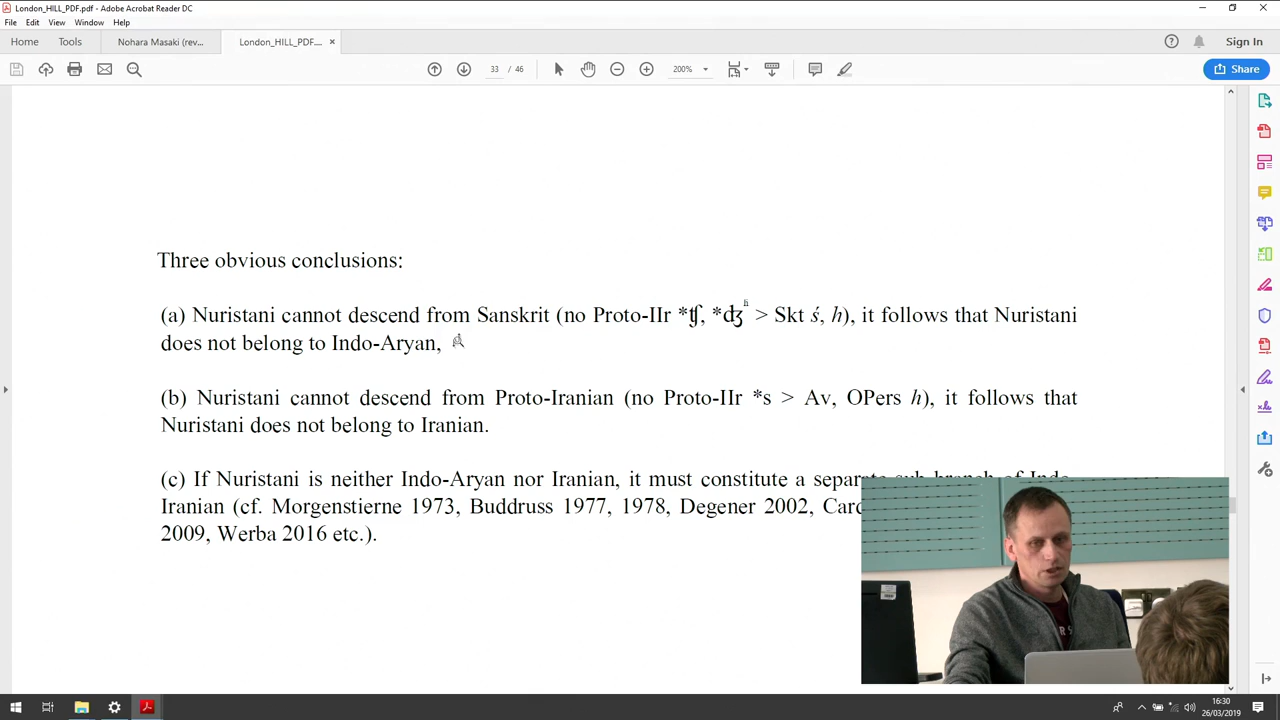 London_HILL_PDF.pdf - Adobe Acrobat Reader DC
File Edit View Window Help
Home Tools Nohara Masaki (rev... London_HILL_PDF.... × Sign In
33 / 46 200% Share
Three obvious conclusions:
(a) Nuristani cannot descend from Sanskrit (no Proto-IIr *ʧ, *ʤʱ > Skt ś, h), it follows that Nuristani
does not belong to Indo-Aryan,
(b) Nuristani cannot descend from Proto-Iranian (no Proto-IIr *s > Av, OPers h), it follows that
Nuristani does not belong to Iranian.
(c) If Nuristani is neither Indo-Aryan nor Iranian, it must constitute a separate sub-branch of Indo-
Iranian (cf. Morgenstierne 1973, Buddruss 1977, 1978, Degener 2002,
2009, Werba 2016 etc.).
16:30
26/03/2019